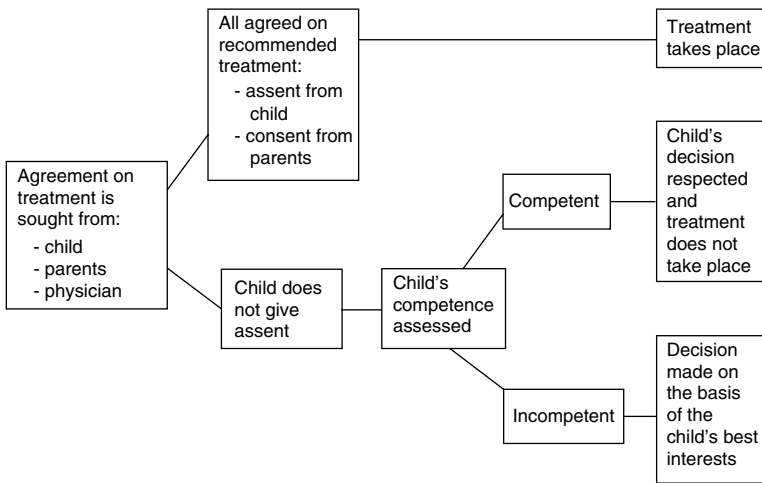 Agreement on
treatment is
sought from:
- child
- parents
- physician
All agreed on
recommended
treatment:
- assent from
child
- consent from
parents
Treatment
takes place
Child does
not give
assent
Child's
competence
assessed
Competent
Child's
decision
respected
and
treatment
does not
take place
Incompetent
Decision
made on
the basis
of the
child's best
interests